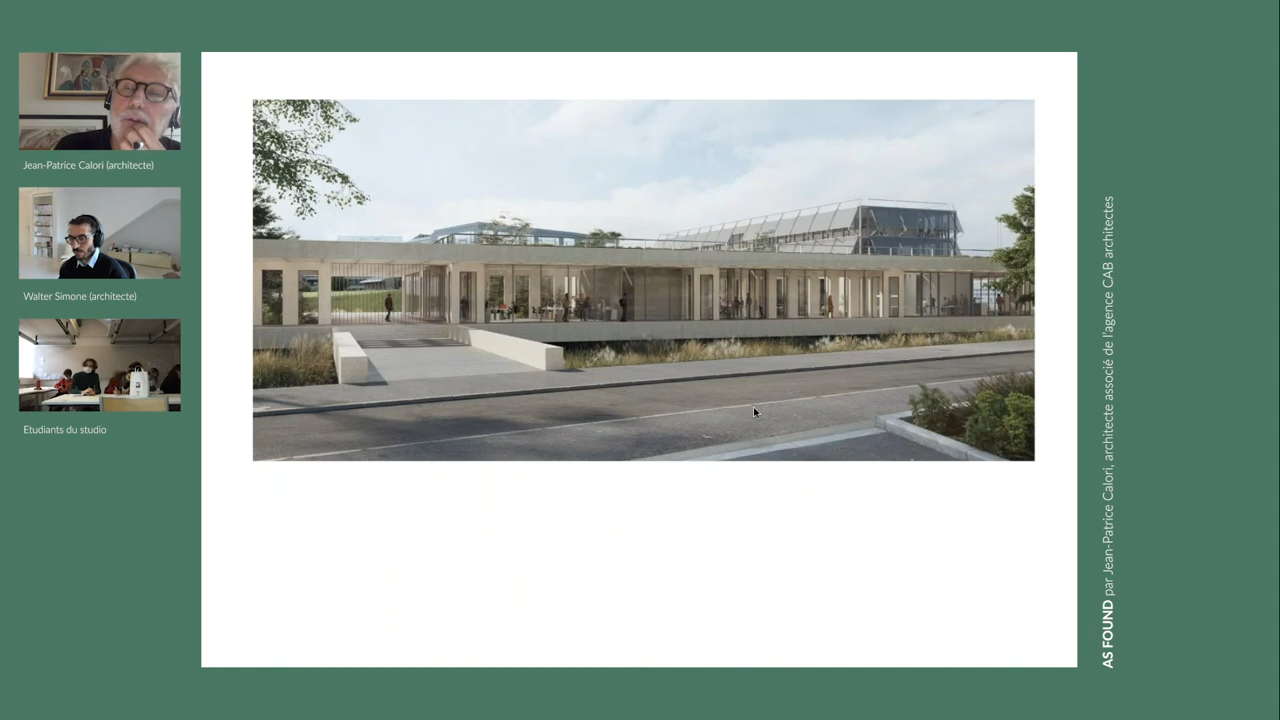 Jean-Patrice Calori (architecte)
Walter Simone (architecte)
Etudiants du studio
AS FOUND par Jean-Patrice Calori, architecte associé de l'agence CAB architectes